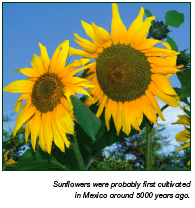 Sunflowers were probably first cultivated
in Mexico around 5000 years ago.